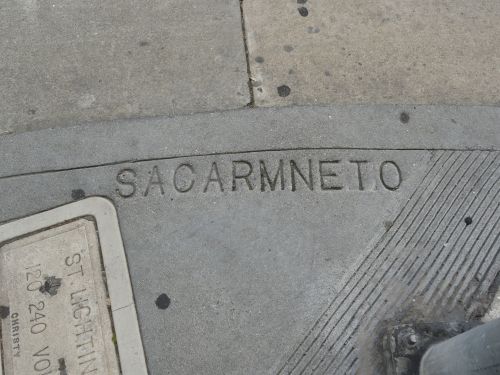 SACARMNETO
ST LIGHTIN
120 240 VO
CHRISTY